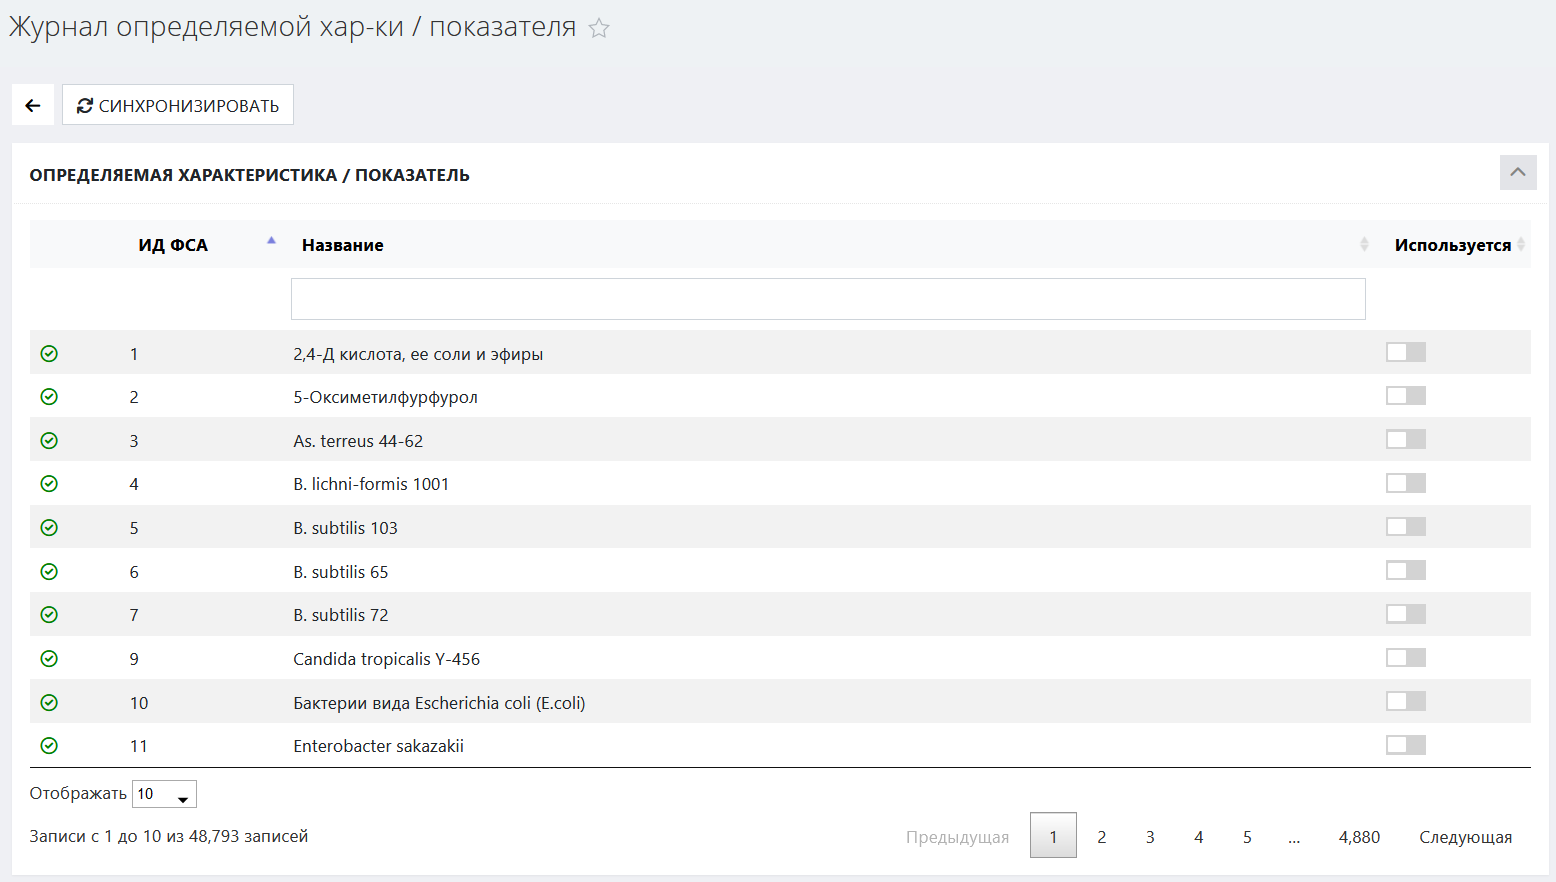 Журнал определяемой хар-ки / показателя
СИНХРОНИЗИРОВАТЬ
ОПРЕДЕЛЯЕМАЯ ХАРАКТЕРИСТИКА / ПОКАЗАТЕЛЬ
ИД ФСА Название Используется
1 2,4-Д кислота, ее соли и эфиры
2 5-Оксиметилфурфурол
3 As. terreus 44-62
4 B. lichni-formis 1001
5 B. subtilis 103
6 B. subtilis 65
7 B. subtilis 72
9 Candida tropicalis Y-456
10 Бактерии вида Escherichia coli (E.coli)
11 Enterobacter sakazakii
Отображать 10
Записи с 1 до 10 из 48,793 записей
Предыдущая 1 2 3 4 5 ... 4,880 Следующая